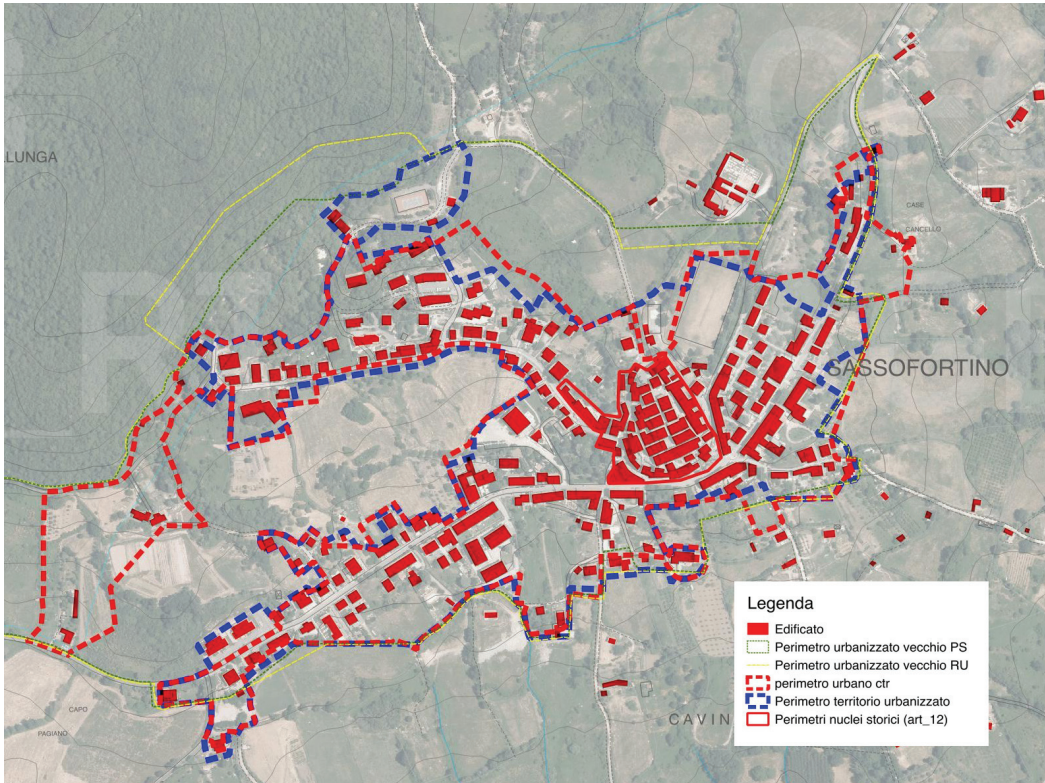 LLUNGA
CASE
CANCELLO
SASSOFORTINO
CAPO
PAGIANO
CAVIN
Legenda
Edificato
Perimetro urbanizzato vecchio PS
Perimetro urbanizzato vecchio RU
perimetro urbano ctr
Perimetro territorio urbanizzato
Perimetri nuclei storici (art_12)